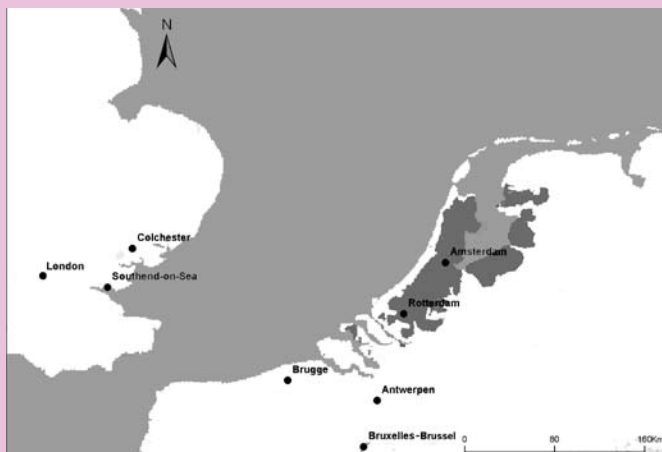 N
Colchester
London
Southend-on-Sea
Amsterdam
Rotterdam
Brugge
Antwerpen
Bruxelles-Brussel
0 80 160Km